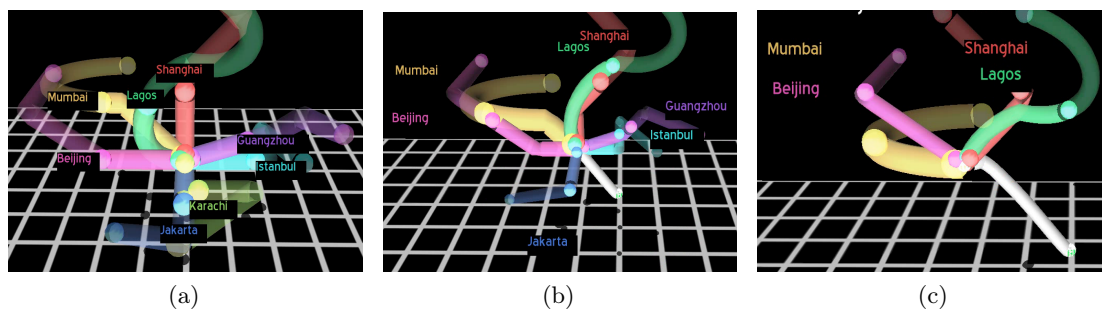 Shanghai
Mumbai
Lagos
Guangzhou
Beijing
Istanbul
Karachi
Jakarta
(a)
Shanghai
Lagos
Mumbai
Guangzhou
Beijing
Istanbul
Jakarta
(b)
Mumbai
Shanghai
Lagos
Beijing
(c)